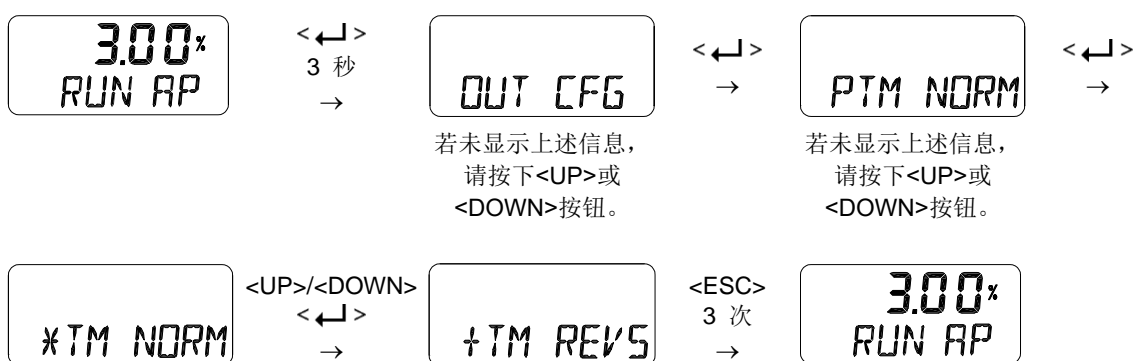 3.00%
RUN AP
<↵>
3 秒
→
OUT CFG
若未显示上述信息，
请按下<UP>或
<DOWN>按钮。
<↵>
→
PTM NORM
若未显示上述信息，
请按下<UP>或
<DOWN>按钮。
<↵>
→
*TM NORM
<UP>/<DOWN>
<↵>
→
+TM REVS
<ESC>
3 次
→
3.00%
RUN AP